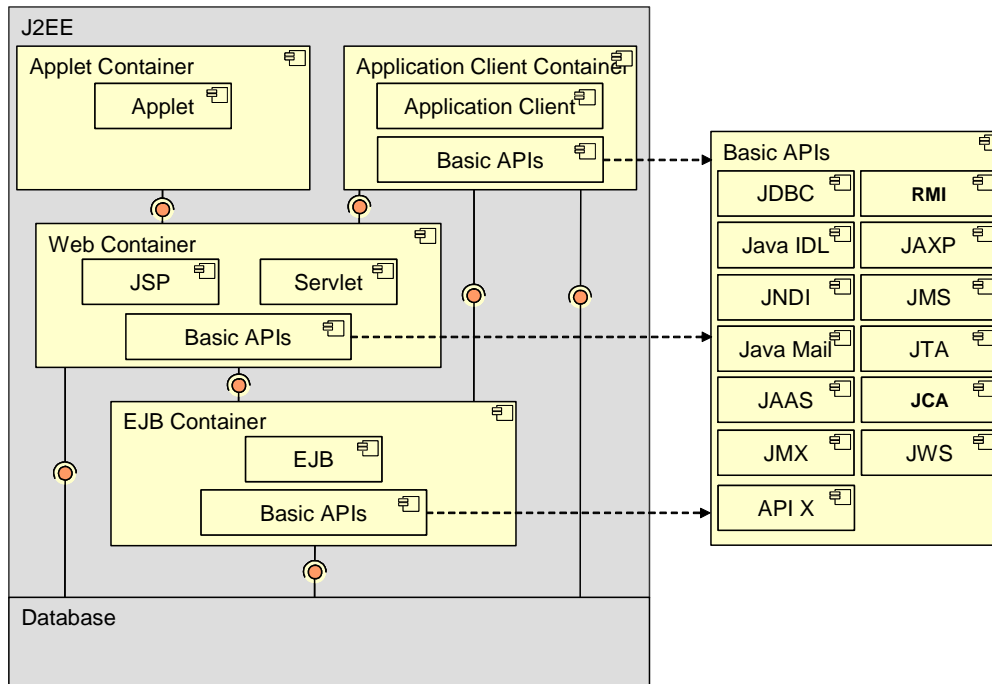 J2EE
Applet Container
Applet
Application Client Container
Application Client
Basic APIs
Web Container
JSP
Servlet
Basic APIs
EJB Container
EJB
Basic APIs
Database
Basic APIs
JDBC
RMI
Java IDL
JAXP
JNDI
JMS
Java Mail
JTA
JAAS
JCA
JMX
JWS
API X